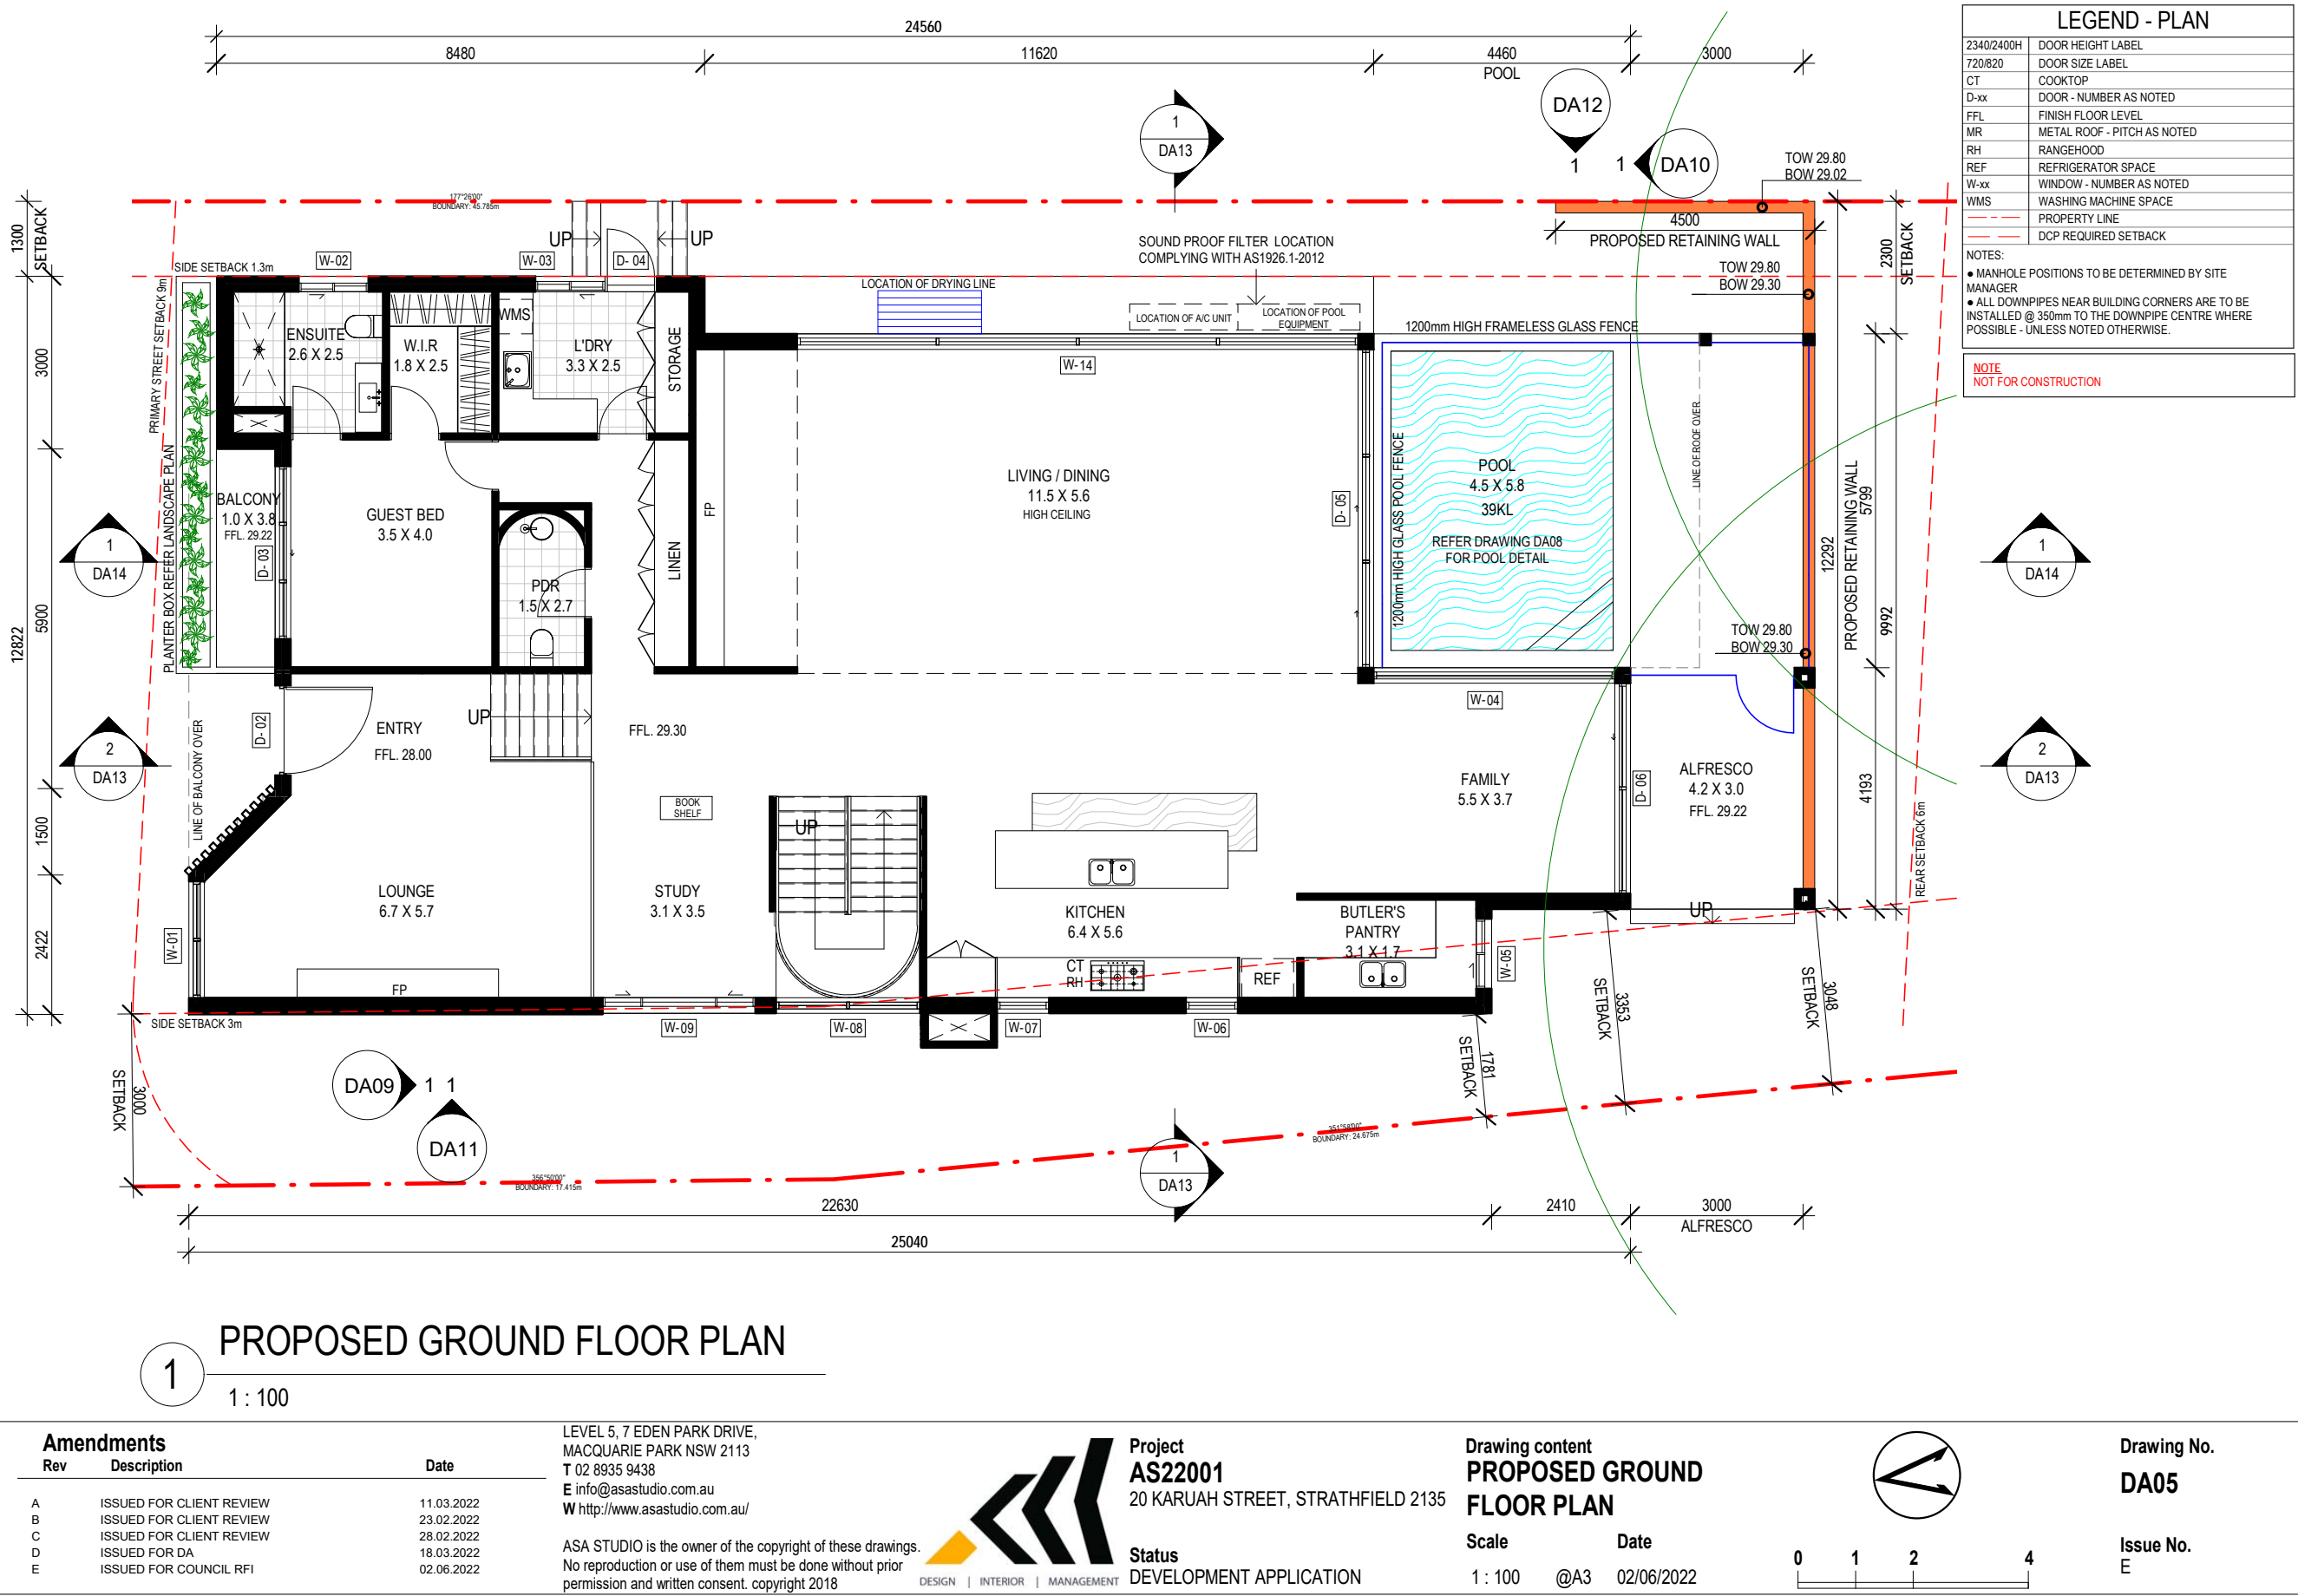 24560
8480
11620
4460
POOL
3000
LEGEND - PLAN
2340/2400H DOOR HEIGHT LABEL
720/820 DOOR SIZE LABEL
CT COOKTOP
D-xx DOOR - NUMBER AS NOTED
FFL FINISH FLOOR LEVEL
MR METAL ROOF - PITCH AS NOTED
RH RANGEHOOD
REF REFRIGERATOR SPACE
W-xx WINDOW - NUMBER AS NOTED
WMS WASHING MACHINE SPACE
PROPERTY LINE
DCP REQUIRED SETBACK
NOTES:
● MANHOLE POSITIONS TO BE DETERMINED BY SITE
MANAGER
● ALL DOWNPIPES NEAR BUILDING CORNERS ARE TO BE
INSTALLED @ 350mm TO THE DOWNPIPE CENTRE WHERE
POSSIBLE - UNLESS NOTED OTHERWISE.
NOTE
NOT FOR CONSTRUCTION
1
DA13
DA12
1
1
DA10
TOW 29.80
BOW 29.02
177°26'00"
BOUNDARY: 45.785m
1300
SETBACK
4500
PROPOSED RETAINING WALL
2300
SETBACK
UP
UP
SOUND PROOF FILTER LOCATION
COMPLYING WITH AS1926.1-2012
SIDE SETBACK 1.3m
W-02
W-03
D- 04
TOW 29.80
BOW 29.30
LOCATION OF DRYING LINE
LOCATION OF A/C UNIT
LOCATION OF POOL
EQUIPMENT
1200mm HIGH FRAMELESS GLASS FENCE
PRIMARY STREET SETBACK 9m
3000
ENSUITE
2.6 X 2.5
W.I.R
1.8 X 2.5
WMS
L'DRY
3.3 X 2.5
STORAGE
W-14
PLANTER BOX REFER LANDSCAPE PLAN
BALCONY
1.0 X 3.8
FFL. 29.22
D- 03
GUEST BED
3.5 X 4.0
FP
LIVING / DINING
11.5 X 5.6
HIGH CEILING
D- 05
1200mm HIGH GLASS POOL FENCE
POOL
4.5 X 5.8
39KL
REFER DRAWING DA08
FOR POOL DETAIL
LINE OF ROOF OVER
PROPOSED RETAINING WALL
5799
12292
1
DA14
1
DA14
LINEN
PDR
1.5 X 2.7
12822
5900
9992
TOW 29.80
BOW 29.30
W-04
ENTRY
FFL. 28.00
D- 02
UP
FFL. 29.30
2
DA13
2
DA13
LINE OF BALCONY OVER
FAMILY
5.5 X 3.7
D- 06
ALFRESCO
4.2 X 3.0
FFL. 29.22
4193
BOOK
SHELF
UP
1500
REAR SETBACK 6m
LOUNGE
6.7 X 5.7
STUDY
3.1 X 3.5
KITCHEN
6.4 X 5.6
BUTLER'S
PANTRY
3.1 X 1.7
UP
W-01
2422
CT
RH
REF
W-05
FP
SIDE SETBACK 3m
W-09
W-08
W-07
W-06
3353
SETBACK
3048
SETBACK
1781
SETBACK
3000
SETBACK
DA09
1
1
DA11
351°58'00"
BOUNDARY: 24.675m
1
DA13
356°50'00"
BOUNDARY: 17.415m
22630
2410
3000
ALFRESCO
25040
1
PROPOSED GROUND FLOOR PLAN
1 : 100
Amendments
Rev Description Date
A ISSUED FOR CLIENT REVIEW 11.03.2022
B ISSUED FOR CLIENT REVIEW 23.02.2022
C ISSUED FOR CLIENT REVIEW 28.02.2022
D ISSUED FOR DA 18.03.2022
E ISSUED FOR COUNCIL RFI 02.06.2022
LEVEL 5, 7 EDEN PARK DRIVE,
MACQUARIE PARK NSW 2113
T 02 8935 9438
E info@asastudio.com.au
W http://www.asastudio.com.au/
ASA STUDIO is the owner of the copyright of these drawings.
No reproduction or use of them must be done without prior
permission and written consent. copyright 2018
DESIGN | INTERIOR | MANAGEMENT
Project
AS22001
20 KARUAH STREET, STRATHFIELD 2135
Status
DEVELOPMENT APPLICATION
Drawing content
PROPOSED GROUND
FLOOR PLAN
Scale Date
1 : 100 @A3 02/06/2022
0 1 2 4
Drawing No.
DA05
Issue No.
E